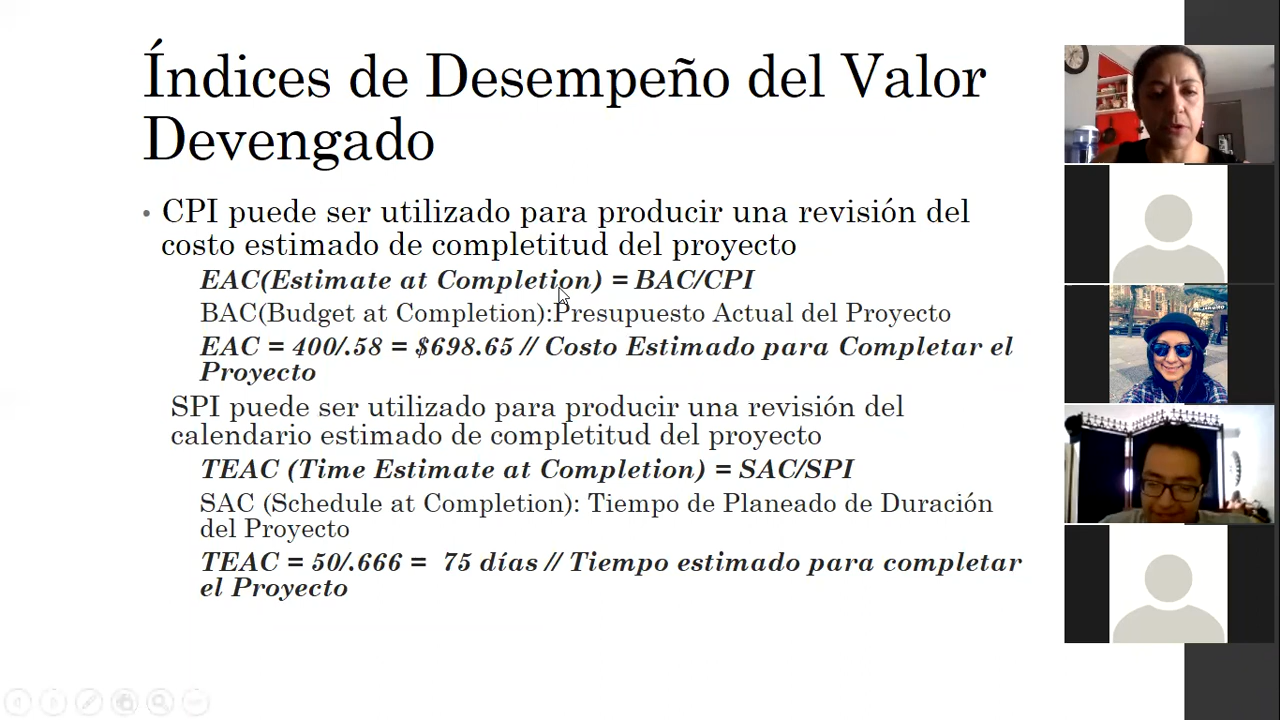 Índices de Desempeño del Valor
Devengado
• CPI puede ser utilizado para producir una revisión del
costo estimado de completitud del proyecto
EAC(Estimate at Completion) = BAC/CPI
BAC(Budget at Completion):Presupuesto Actual del Proyecto
EAC = 400/.58 = $698.65 // Costo Estimado para Completar el
Proyecto
SPI puede ser utilizado para producir una revisión del
calendario estimado de completitud del proyecto
TEAC (Time Estimate at Completion) = SAC/SPI
SAC (Schedule at Completion): Tiempo de Planeado de Duración
del Proyecto
TEAC = 50/.666 = 75 días // Tiempo estimado para completar
el Proyecto